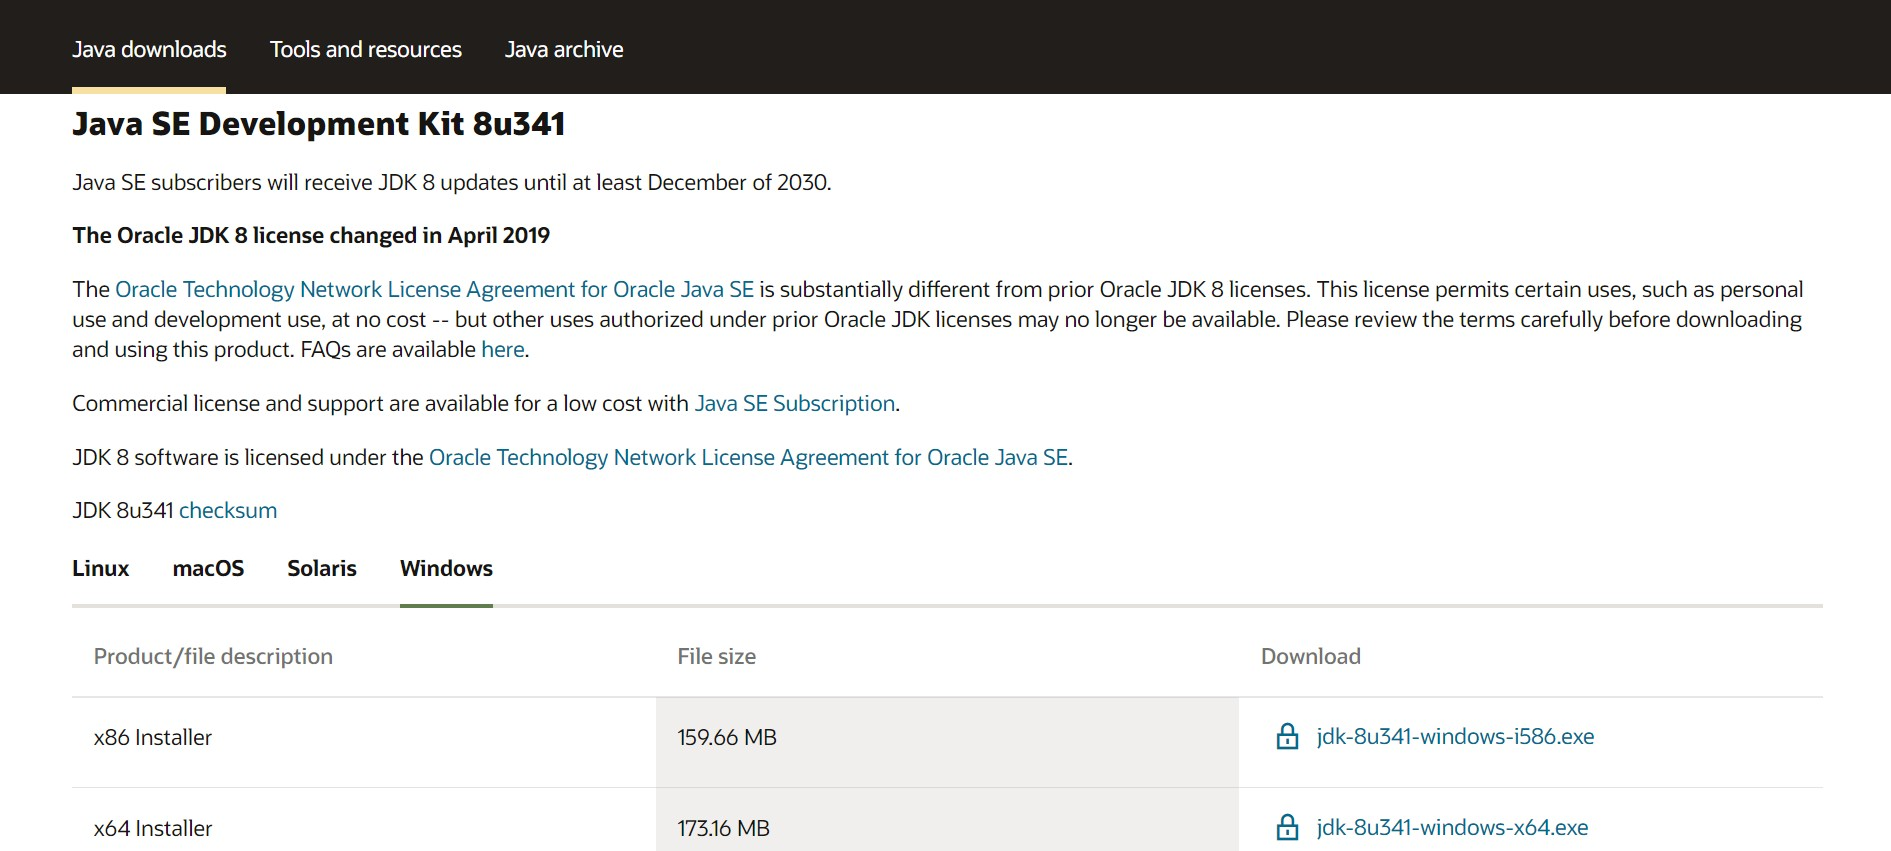 Java downloads Tools and resources Java archive
Java SE Development Kit 8u341
Java SE subscribers will receive JDK 8 updates until at least December of 2030.
The Oracle JDK 8 license changed in April 2019
The Oracle Technology Network License Agreement for Oracle Java SE is substantially different from prior Oracle JDK 8 licenses. This license permits certain uses, such as personal
use and development use, at no cost -- but other uses authorized under prior Oracle JDK licenses may no longer be available. Please review the terms carefully before downloading
and using this product. FAQs are available here.
Commercial license and support are available for a low cost with Java SE Subscription.
JDK 8 software is licensed under the Oracle Technology Network License Agreement for Oracle Java SE.
JDK 8u341 checksum
Linux macOS Solaris Windows
Product/file description File size Download
x86 Installer 159.66 MB jdk-8u341-windows-i586.exe
x64 Installer 173.16 MB jdk-8u341-windows-x64.exe